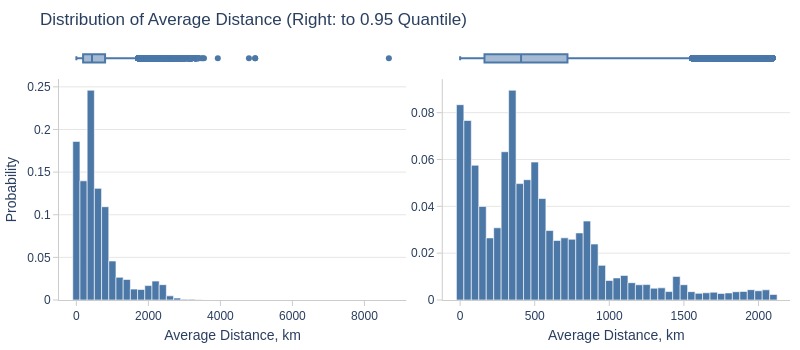 Distribution of Average Distance (Right: to 0.95 Quantile)
Probability
0.25
0.2
0.15
0.1
0.05
0
0 2000 4000 6000 8000
Average Distance, km
0.08
0.06
0.04
0.02
0
0 500 1000 1500 2000
Average Distance, km